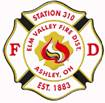 STATION 310
ELM VALLEY FIRE DIST.
F D
ASHLEY, OH
EST. 1883